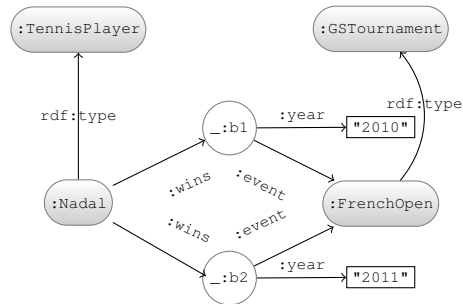 :TennisPlayer
:GSTournament
rdf:type
rdf:type
:year
_:b1
"2010"
:wins
:event
:Nadal
:FrenchOpen
:wins
:event
:year
_:b2
"2011"